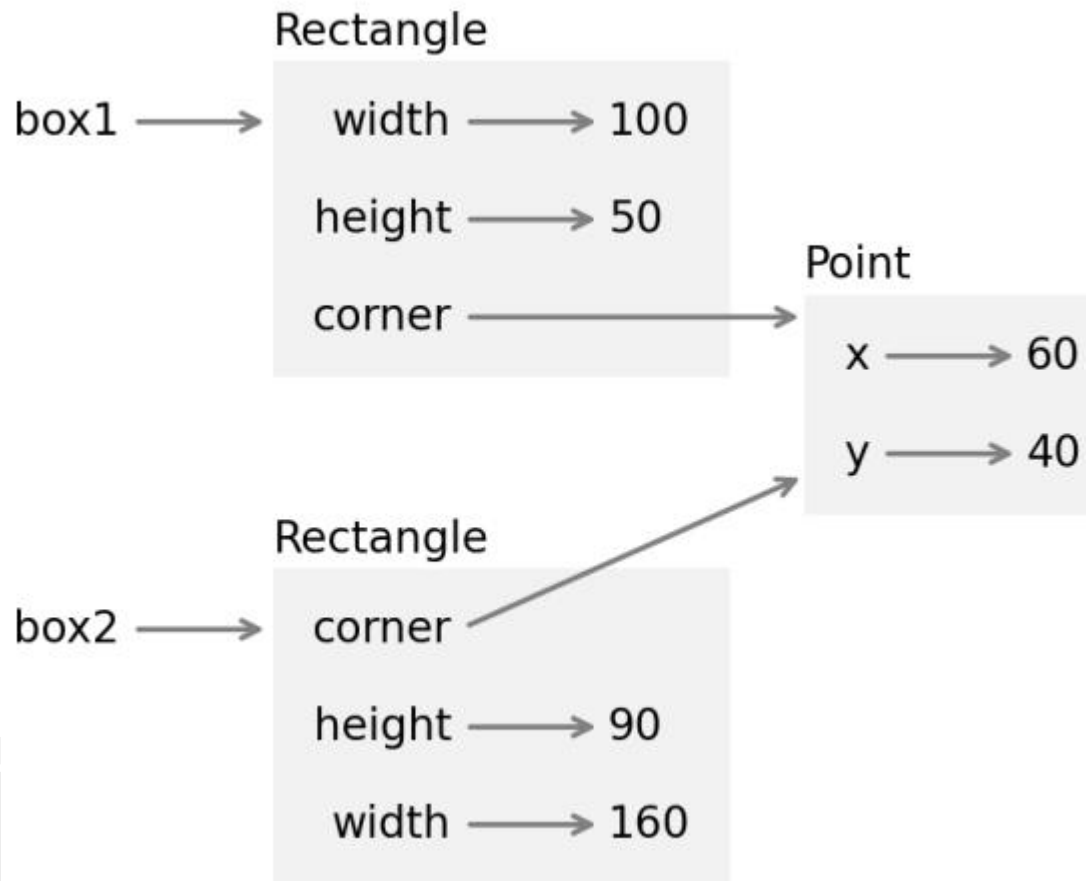 Rectangle
box1 width 100
height 50
corner
Point
x 60
y 40
Rectangle
box2 corner
height 90
width 160